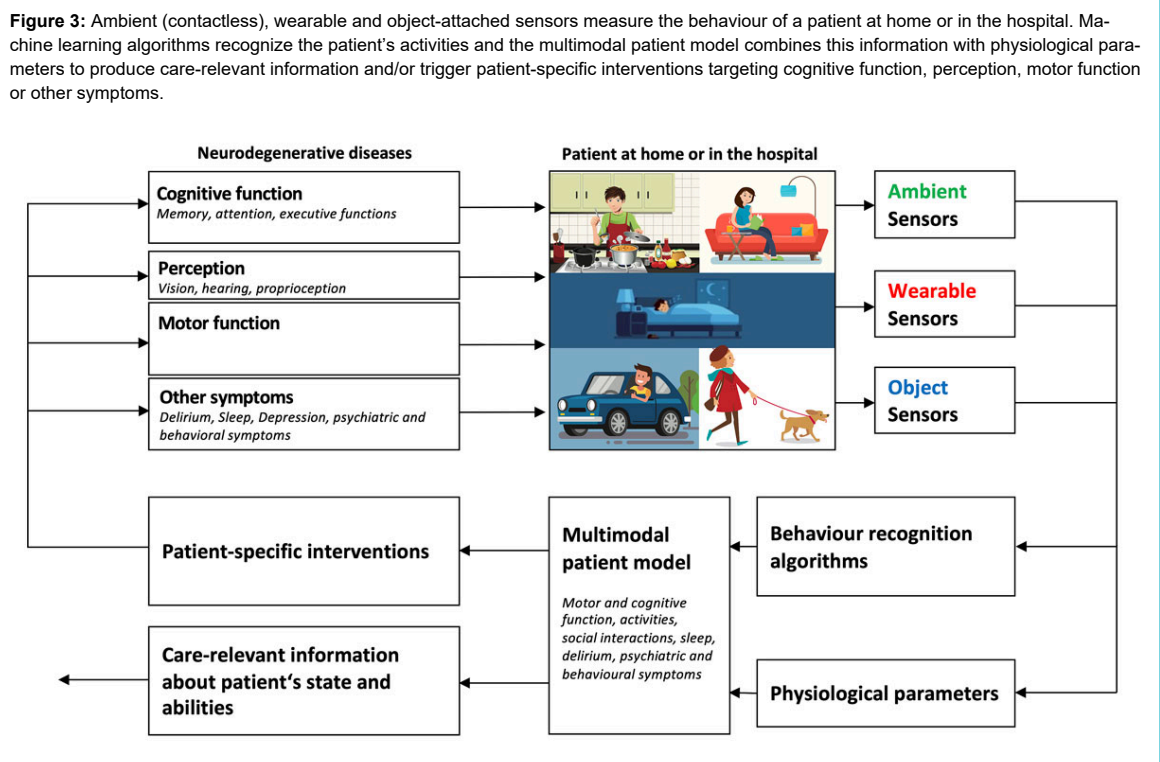 Figure 3: Ambient (contactless), wearable and object-attached sensors measure the behaviour of a patient at home or in the hospital. Ma-
chine learning algorithms recognize the patient’s activities and the multimodal patient model combines this information with physiological para-
meters to produce care-relevant information and/or trigger patient-specific interventions targeting cognitive function, perception, motor function
or other symptoms.
Neurodegenerative diseases
Cognitive function
Memory, attention, executive functions
Perception
Vision, hearing, proprioception
Motor function
Other symptoms
Delirium, Sleep, Depression, psychiatric and
behavioral symptoms
Patient at home or in the hospital
Ambient
Sensors
Wearable
Sensors
Object
Sensors
Patient-specific interventions
Care-relevant information
about patient‘s state and
abilities
Multimodal
patient model
Motor and cognitive
function, activities,
social interactions, sleep,
delirium, psychiatric and
behavioural symptoms
Behaviour recognition
algorithms
Physiological parameters